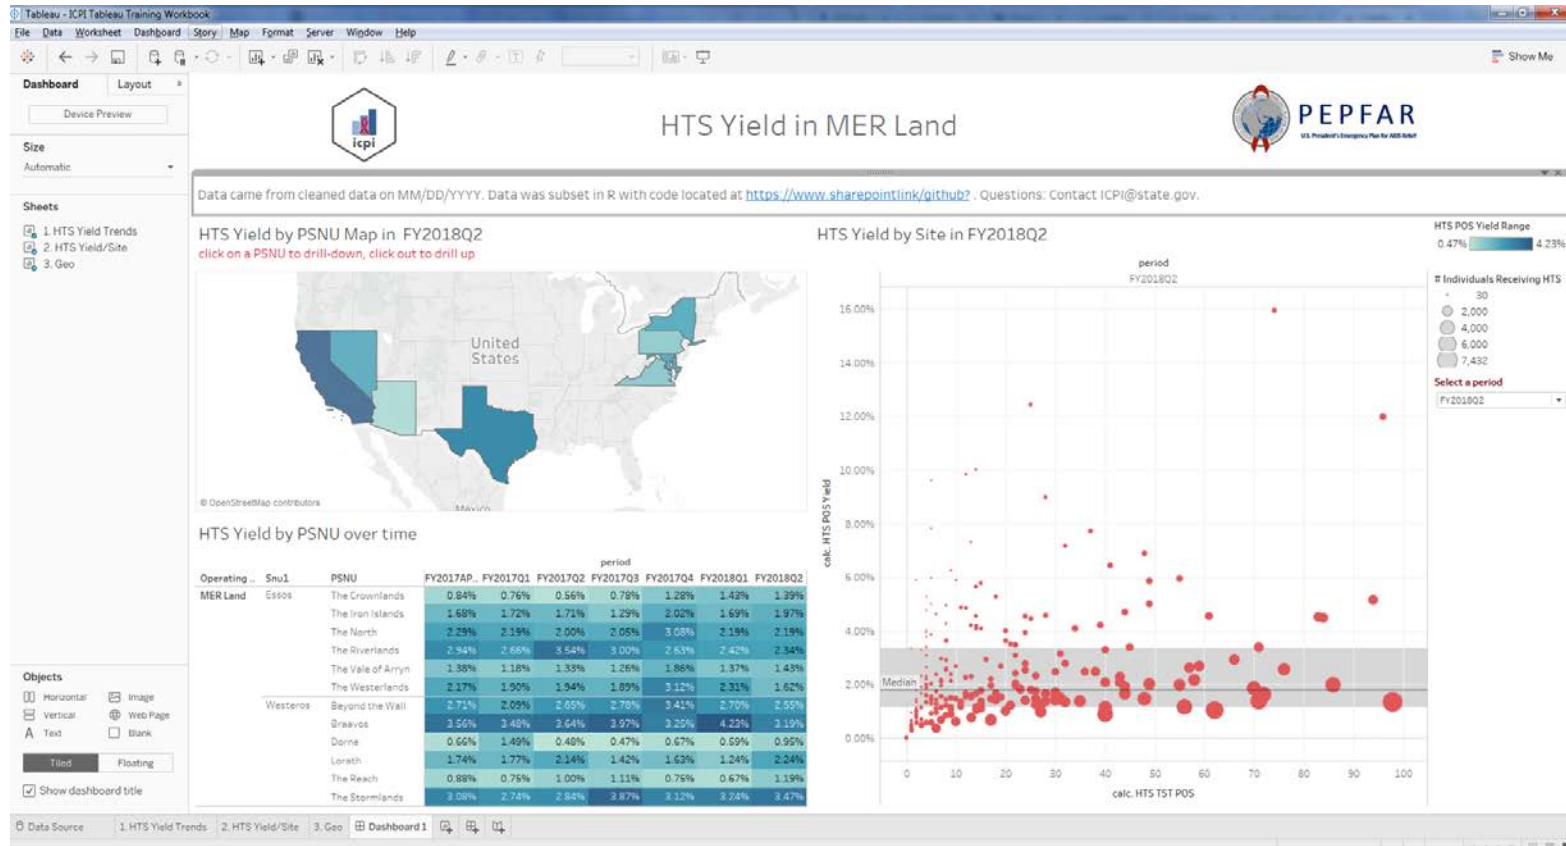 Tableau - ICPI Tableau Training Workbook
File Data Worksheet Dashboard Story Map Format Server Window Help
Show Me
Dashboard Layout
Device Preview
Size
Automatic
Sheets
1. HTS Yield Trends
2. HTS Yield/Site
3. Geo
Objects
Horizontal Image
Vertical Web Page
A Text Blank
Tiled Floating
Show dashboard title
icpi
HTS Yield in MER Land
PEPFAR
U.S. President's Emergency Plan for AIDS Relief
Data came from cleaned data on MM/DD/YYYY. Data was subset in R with code located at https://www.sharepointlink/github? . Questions: Contact ICPI@state.gov.
HTS Yield by PSNU Map in FY2018Q2
click on a PSNU to drill-down, click out to drill up
United
States
Mexico
© OpenStreetMap contributors
HTS Yield by PSNU over time
period
Operating .. Snu1 PSNU FY2017AP.. FY2017Q1 FY2017Q2 FY2017Q3 FY2017Q4 FY2018Q1 FY2018Q2
MER Land Essos The Crownlands 0.84% 0.76% 0.56% 0.78% 1.28% 1.43% 1.39%
The Iron Islands 1.68% 1.72% 1.71% 1.29% 2.02% 1.69% 1.97%
The North 2.29% 2.19% 2.00% 2.05% 3.08% 2.19% 2.19%
The Riverlands 2.94% 2.66% 3.54% 3.00% 2.63% 2.42% 2.34%
The Vale of Arryn 1.38% 1.18% 1.33% 1.26% 1.86% 1.37% 1.43%
The Westerlands 2.17% 1.90% 1.94% 1.89% 3.12% 2.31% 1.62%
Westeros Beyond the Wall 2.71% 2.09% 2.65% 2.78% 3.41% 2.70% 2.55%
Braavos 3.56% 3.48% 3.64% 3.97% 3.26% 4.23% 3.19%
Dorne 0.66% 1.49% 0.48% 0.47% 0.67% 0.59% 0.95%
Lorath 1.74% 1.77% 2.14% 1.42% 1.63% 1.24% 2.24%
The Reach 0.88% 0.75% 1.00% 1.11% 0.75% 0.67% 1.19%
The Stormlands 3.08% 2.74% 2.84% 3.87% 3.12% 3.24% 3.47%
HTS Yield by Site in FY2018Q2
period
FY2018Q2
calc. HTS POS Yield
16.00%
14.00%
12.00%
10.00%
8.00%
6.00%
4.00%
2.00%
0.00%
Median
0 10 20 30 40 50 60 70 80 90 100
calc. HTS TST POS
HTS POS Yield Range
0.47% 4.23%
# Individuals Receiving HTS
30
2,000
4,000
6,000
7,432
Select a period
FY2018Q2
Data Source 1. HTS Yield Trends 2. HTS Yield/Site 3. Geo Dashboard 1